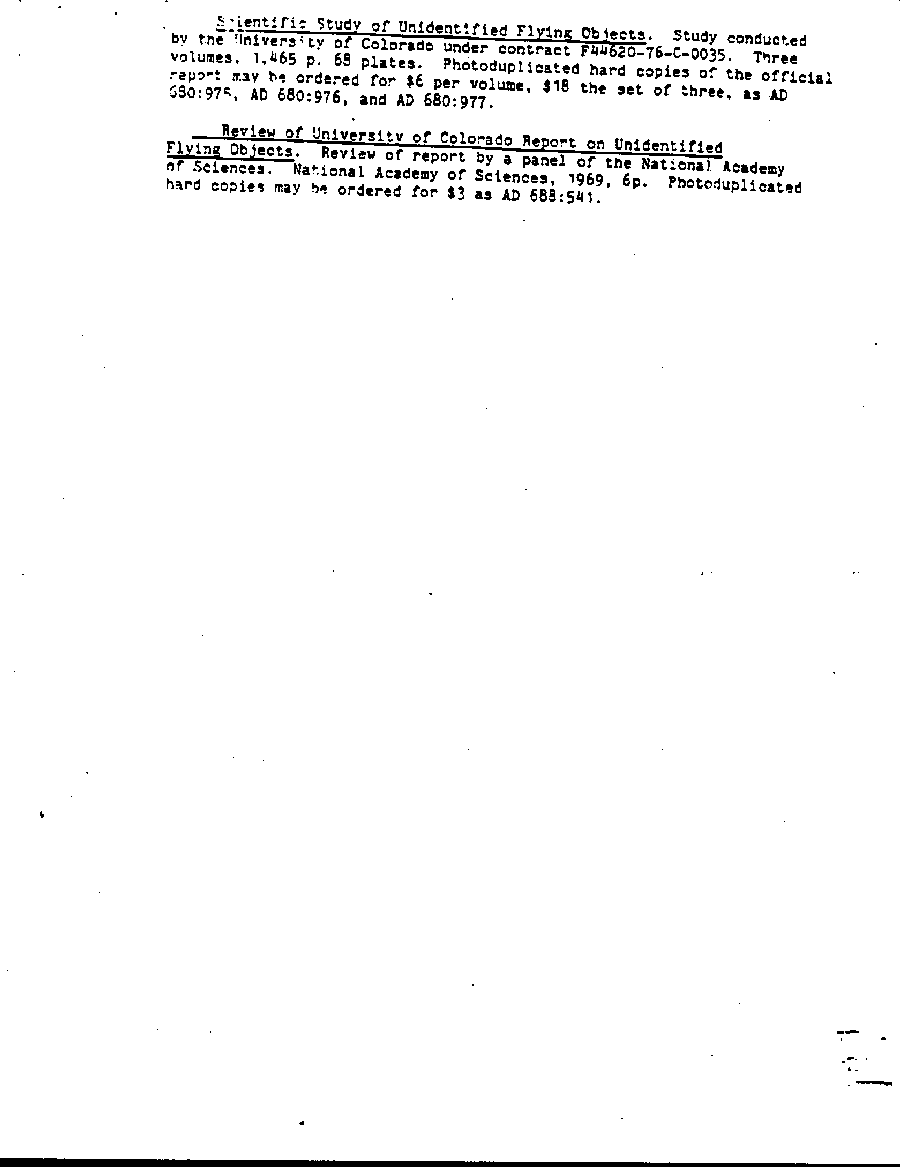 Scientific Study of Unidentified Flying Objects. Study conducted
by the University of Colorado under contract F44620-76-C-0035. Three
volumes, 1,465 p. 68 plates. Photoduplicated hard copies of the official
report may be ordered for $6 per volume, $18 the set of three, as AD
680:975, AD 680:976, and AD 680:977.
Review of University of Colorado Report on Unidentified
Flying Objects. Review of report by a panel of the National Academy
of Sciences. National Academy of Sciences, 1969, 6p. Photoduplicated
hard copies may be ordered for $3 as AD 688:541.